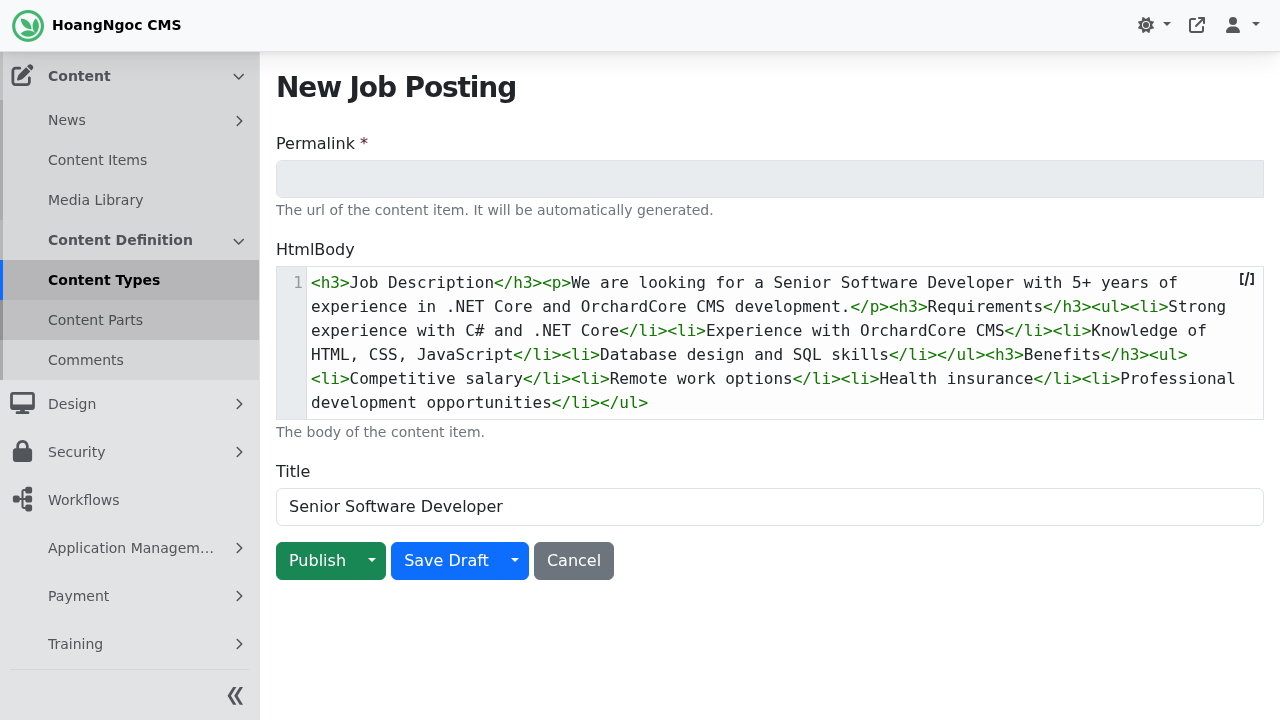 HoangNgoc CMS
Content
News
Content Items
Media Library
Content Definition
Content Types
Content Parts
Comments
Design
Security
Workflows
Application Managem...
Payment
Training
New Job Posting
Permalink *
The url of the content item. It will be automatically generated.
HtmlBody
[/]
1 <h3>Job Description</h3><p>We are looking for a Senior Software Developer with 5+ years of
experience in .NET Core and OrchardCore CMS development.</p><h3>Requirements</h3><ul><li>Strong
experience with C# and .NET Core</li><li>Experience with OrchardCore CMS</li><li>Knowledge of
HTML, CSS, JavaScript</li><li>Database design and SQL skills</li></ul><h3>Benefits</h3><ul>
<li>Competitive salary</li><li>Remote work options</li><li>Health insurance</li><li>Professional
development opportunities</li></ul>
The body of the content item.
Title
Senior Software Developer
Publish Save Draft Cancel